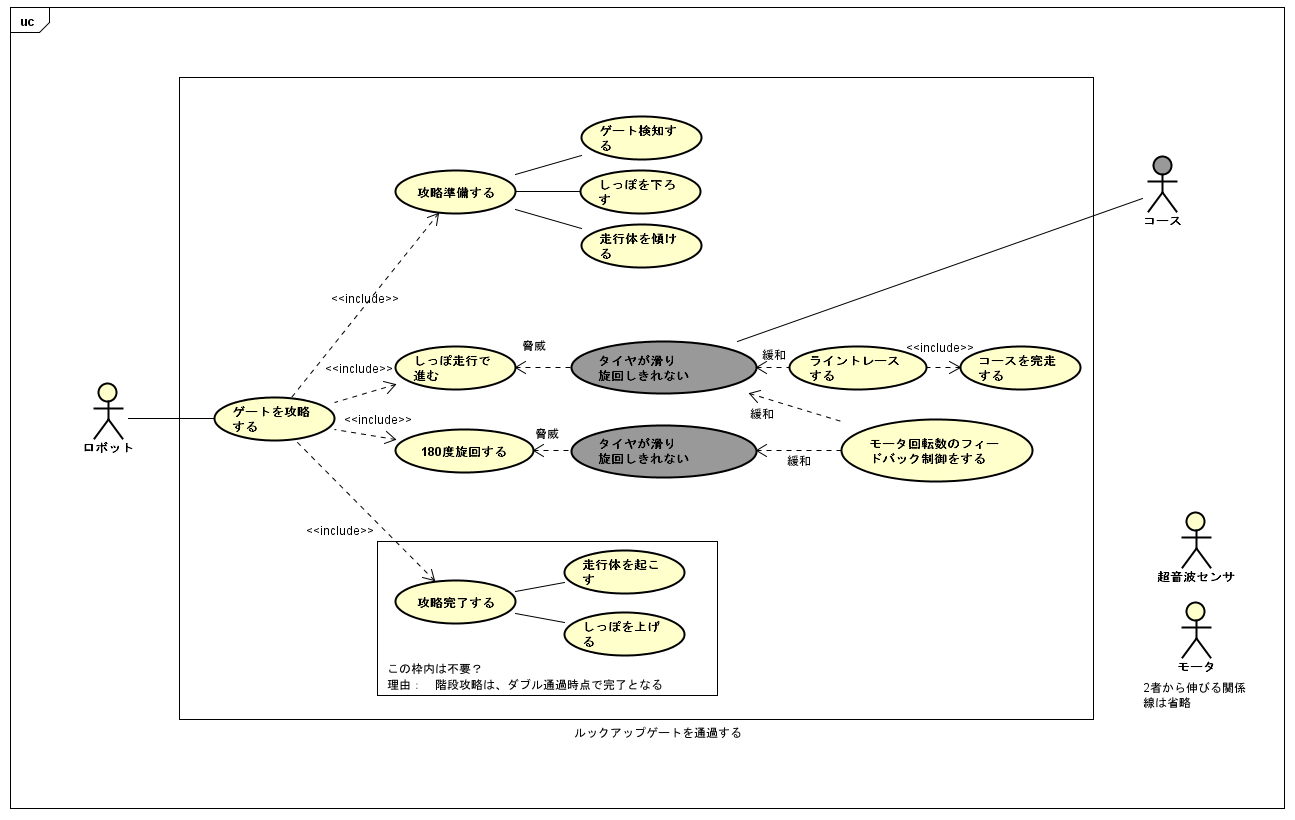 uc
ゲート検知す
る
攻略準備する
しっぽを下ろ
す
走行体を傾け
る
コース
<<include>>
しっぽ走行で
進む
脅威
タイヤが滑り
旋回しきれない
緩和
ライントレース
する
<<include>>
コースを完走
する
<<include>>
ゲートを攻略
する
ロボット
<<include>>
緩和
180度旋回する
脅威
タイヤが滑り
旋回しきれない
緩和
モータ回転数のフィー
ドバック制御をする
<<include>>
走行体を起こ
す
攻略完了する
しっぽを上げ
る
この枠内は不要？
理由：　階段攻略は、ダブル通過時点で完了となる
ルックアップゲートを通過する
超音波センサ
モータ
2者から伸びる関係
線は省略